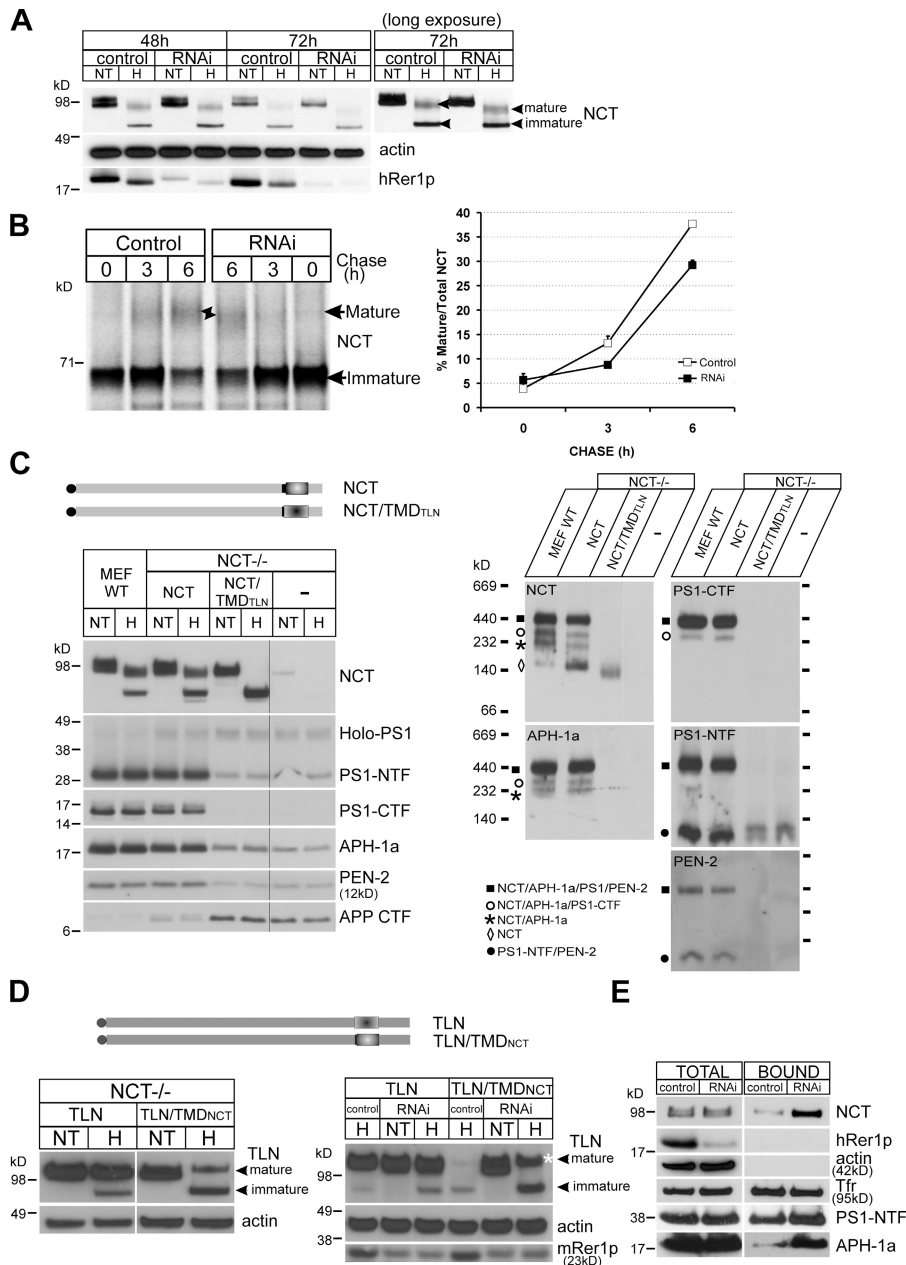 A
(long exposure)
48h 72h 72h
control RNAi control RNAi control RNAi
NT H NT H NT H NT H NT H NT H
kD
98
mature
immature
NCT
49
actin
hRer1p
17
B
Control RNAi
0 3 6 6 3 0
Chase (h)
kD
Mature
NCT
71
Immature
% Mature/Total NCT
40
35
30
25
20
15
10
5
0
Control
RNAi
0 3 6
CHASE (h)
C
NCT
NCT/TMDTLN
MEF WT
NCT-/-
NCT
NCT/TMDTLN
-
NT H NT H NT H NT H
kD
98
NCT
49
Holo-PS1
38
PS1-NTF
28
17
PS1-CTF
14
APH-1a
17
PEN-2
(12kD)
APP CTF
6
NCT-/- NCT-/-
MEF WT NCT NCT/TMDTLN - MEF WT NCT NCT/TMDTLN -
kD
669
NCT
PS1-CTF
440
232
140
66
669
APH-1a
PS1-NTF
440
232
140
PEN-2
■ NCT/APH-1a/PS1/PEN-2
○ NCT/APH-1a/PS1-CTF
* NCT/APH-1a
◊ NCT
● PS1-NTF/PEN-2
D
TLN
TLN/TMDNCT
NCT-/-
TLN TLN/TMDNCT
NT H NT H
kD
TLN
mature
98
immature
49
actin
TLN TLN/TMDNCT
control RNAi control RNAi
H NT H H NT H
kD
TLN
* mature
98
immature
49
actin
38
mRer1p
(23kD)
E
TOTAL BOUND
control RNAi control RNAi
kD
98
NCT
hRer1p
17
actin
(42kD)
Tfr
(95kD)
38
PS1-NTF
17
APH-1a